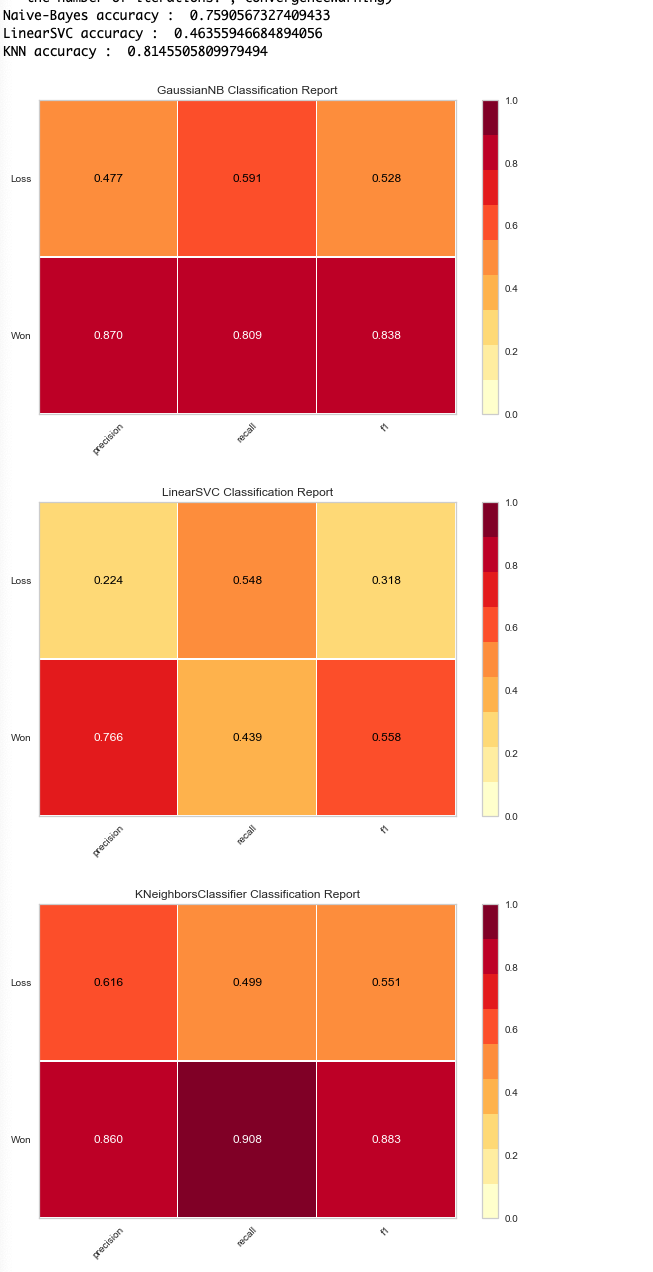 the number of iterations.", ConvergenceWarning)
Naive-Bayes accuracy :  0.7590567327409433
LinearSVC accuracy :  0.46355946684894056
KNN accuracy :  0.8145505809979494
GaussianNB Classification Report
1.0
0.8
Loss 0.477 0.591 0.528
0.6
0.4
Won 0.870 0.809 0.838
0.2
0.0
precision recall f1
LinearSVC Classification Report
1.0
0.8
Loss 0.224 0.548 0.318
0.6
0.4
Won 0.766 0.439 0.558
0.2
0.0
precision recall f1
KNeighborsClassifier Classification Report
1.0
0.8
Loss 0.616 0.499 0.551
0.6
0.4
Won 0.860 0.908 0.883
0.2
0.0
precision recall f1